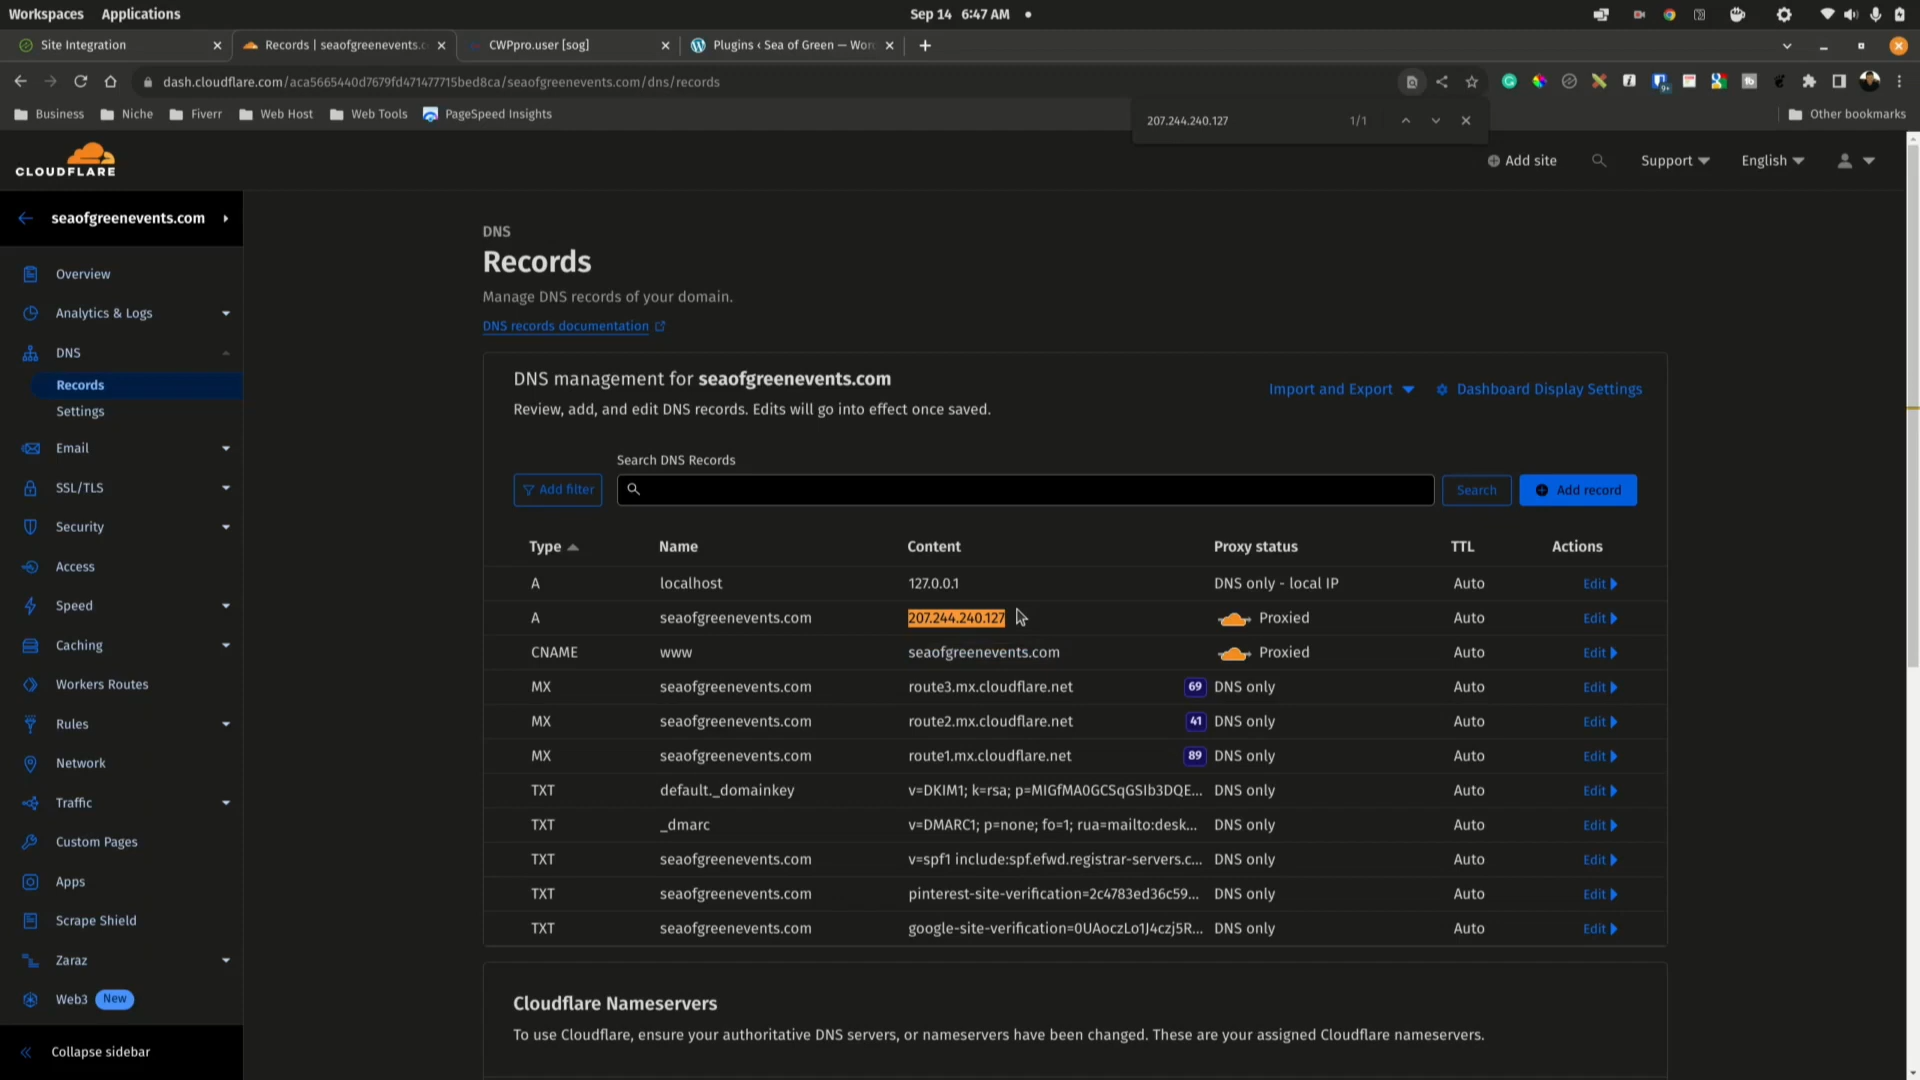 Workspaces Applications Sep 14 6:47 AM
Site Integration Records | seaofgreenevents.c CWPpro.user [sog] Plugins ‹ Sea of Green — Wor
dash.cloudflare.com/aca5665440d7679fd471477715bed8ca/seaofgreenevents.com/dns/records
Business Niche Fiverr Web Host Web Tools PageSpeed Insights Other bookmarks
207.244.240.127 1/1
CLOUDFLARE
Add site Support English
seaofgreenevents.com
Overview
Analytics & Logs
DNS
Records
Settings
Email
SSL/TLS
Security
Access
Speed
Caching
Workers Routes
Rules
Network
Traffic
Custom Pages
Apps
Scrape Shield
Zaraz
Web3 New
Collapse sidebar
DNS
Records
Manage DNS records of your domain.
DNS records documentation
DNS management for seaofgreenevents.com
Review, add, and edit DNS records. Edits will go into effect once saved.
Import and Export Dashboard Display Settings
Search DNS Records
Add filter Search Add record
Type Name Content Proxy status TTL Actions
A localhost 127.0.0.1 DNS only - local IP Auto Edit
A seaofgreenevents.com 207.244.240.127 Proxied Auto Edit
CNAME www seaofgreenevents.com Proxied Auto Edit
MX seaofgreenevents.com route3.mx.cloudflare.net 69 DNS only Auto Edit
MX seaofgreenevents.com route2.mx.cloudflare.net 41 DNS only Auto Edit
MX seaofgreenevents.com route1.mx.cloudflare.net 89 DNS only Auto Edit
TXT default._domainkey v=DKIM1; k=rsa; p=MIGfMA0GCSqGSIb3DQE... DNS only Auto Edit
TXT _dmarc v=DMARC1; p=none; fo=1; rua=mailto:desk... DNS only Auto Edit
TXT seaofgreenevents.com v=spf1 include:spf.efwd.registrar-servers.c... DNS only Auto Edit
TXT seaofgreenevents.com pinterest-site-verification=2c4783ed36c59... DNS only Auto Edit
TXT seaofgreenevents.com google-site-verification=0UAoczLo1J4czj5R... DNS only Auto Edit
Cloudflare Nameservers
To use Cloudflare, ensure your authoritative DNS servers, or nameservers have been changed. These are your assigned Cloudflare nameservers.